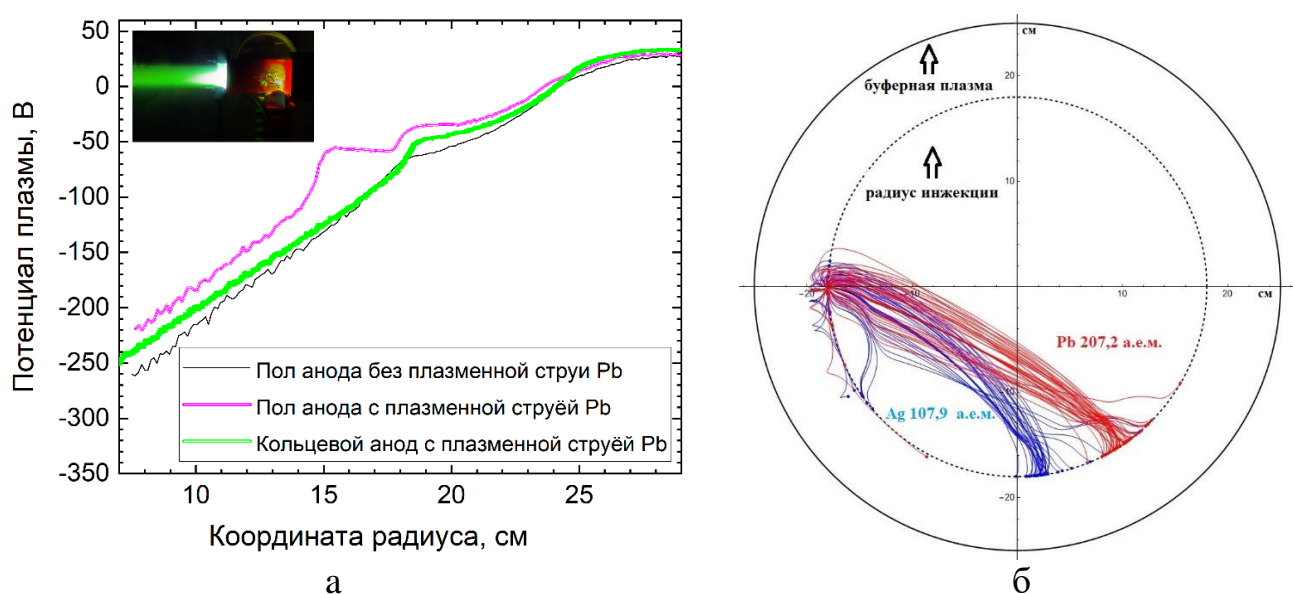 Потенциал плазмы, В
50
0
-50
-100
-150
-200
-250
-300
-350
Пол анода без плазменной струи Pb
Пол анода с плазменной струёй Pb
Кольцевой анод с плазменной струёй Pb
10 15 20 25
Координата радиуса, см
а
см
20
буферная плазма
10
радиус инжекции
-20 -10 10 20 см
Pb 207,2 а.е.м.
-10
Ag 107,9 а.е.м.
-20
б